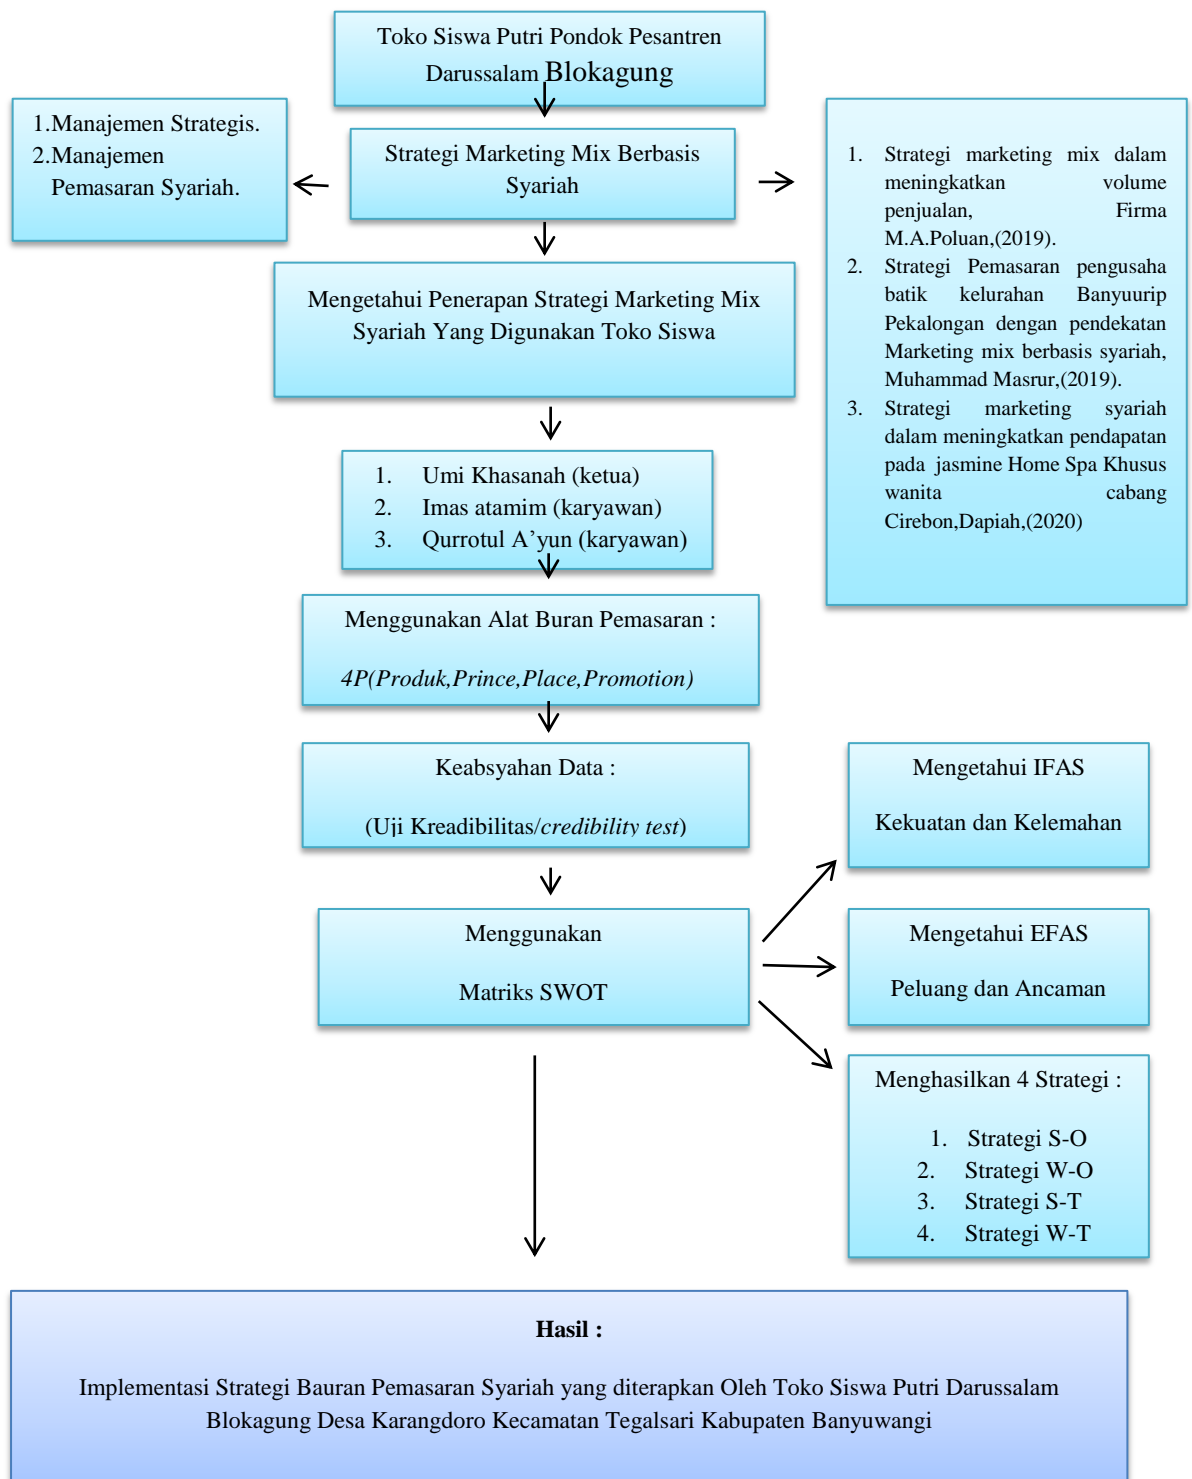 Toko Siswa Putri Pondok Pesantren
Darussalam Blokagung
1.Manajemen Strategis.
2.Manajemen
Pemasaran Syariah.
Strategi Marketing Mix Berbasis
Syariah
1. Strategi marketing mix dalam
meningkatkan volume
penjualan, Firma
M.A.Poluan,(2019).
2. Strategi Pemasaran pengusaha
batik kelurahan Banyuurip
Pekalongan dengan pendekatan
Marketing mix berbasis syariah,
Muhammad Masrur,(2019).
3. Strategi marketing syariah
dalam meningkatkan pendapatan
pada jasmine Home Spa Khusus
wanita cabang
Cirebon,Dapiah,(2020)
Mengetahui Penerapan Strategi Marketing Mix
Syariah Yang Digunakan Toko Siswa
1. Umi Khasanah (ketua)
2. Imas atamim (karyawan)
3. Qurrotul A’yun (karyawan)
Menggunakan Alat Buran Pemasaran :
4P(Produk,Prince,Place,Promotion)
Keabsyahan Data :
(Uji Kreadibilitas/credibility test)
Mengetahui IFAS
Kekuatan dan Kelemahan
Menggunakan
Matriks SWOT
Mengetahui EFAS
Peluang dan Ancaman
Menghasilkan 4 Strategi :
1. Strategi S-O
2. Strategi W-O
3. Strategi S-T
4. Strategi W-T
Hasil :
Implementasi Strategi Bauran Pemasaran Syariah yang diterapkan Oleh Toko Siswa Putri Darussalam
Blokagung Desa Karangdoro Kecamatan Tegalsari Kabupaten Banyuwangi